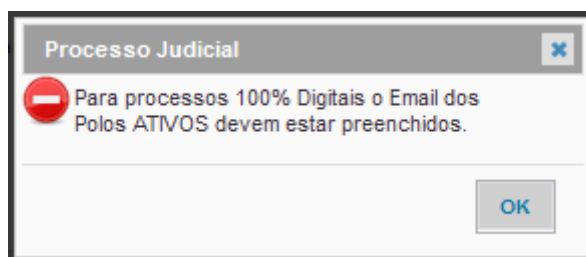 Processo Judicial
Para processos 100% Digitais o Email dos
Polos ATIVOS devem estar preenchidos.
OK